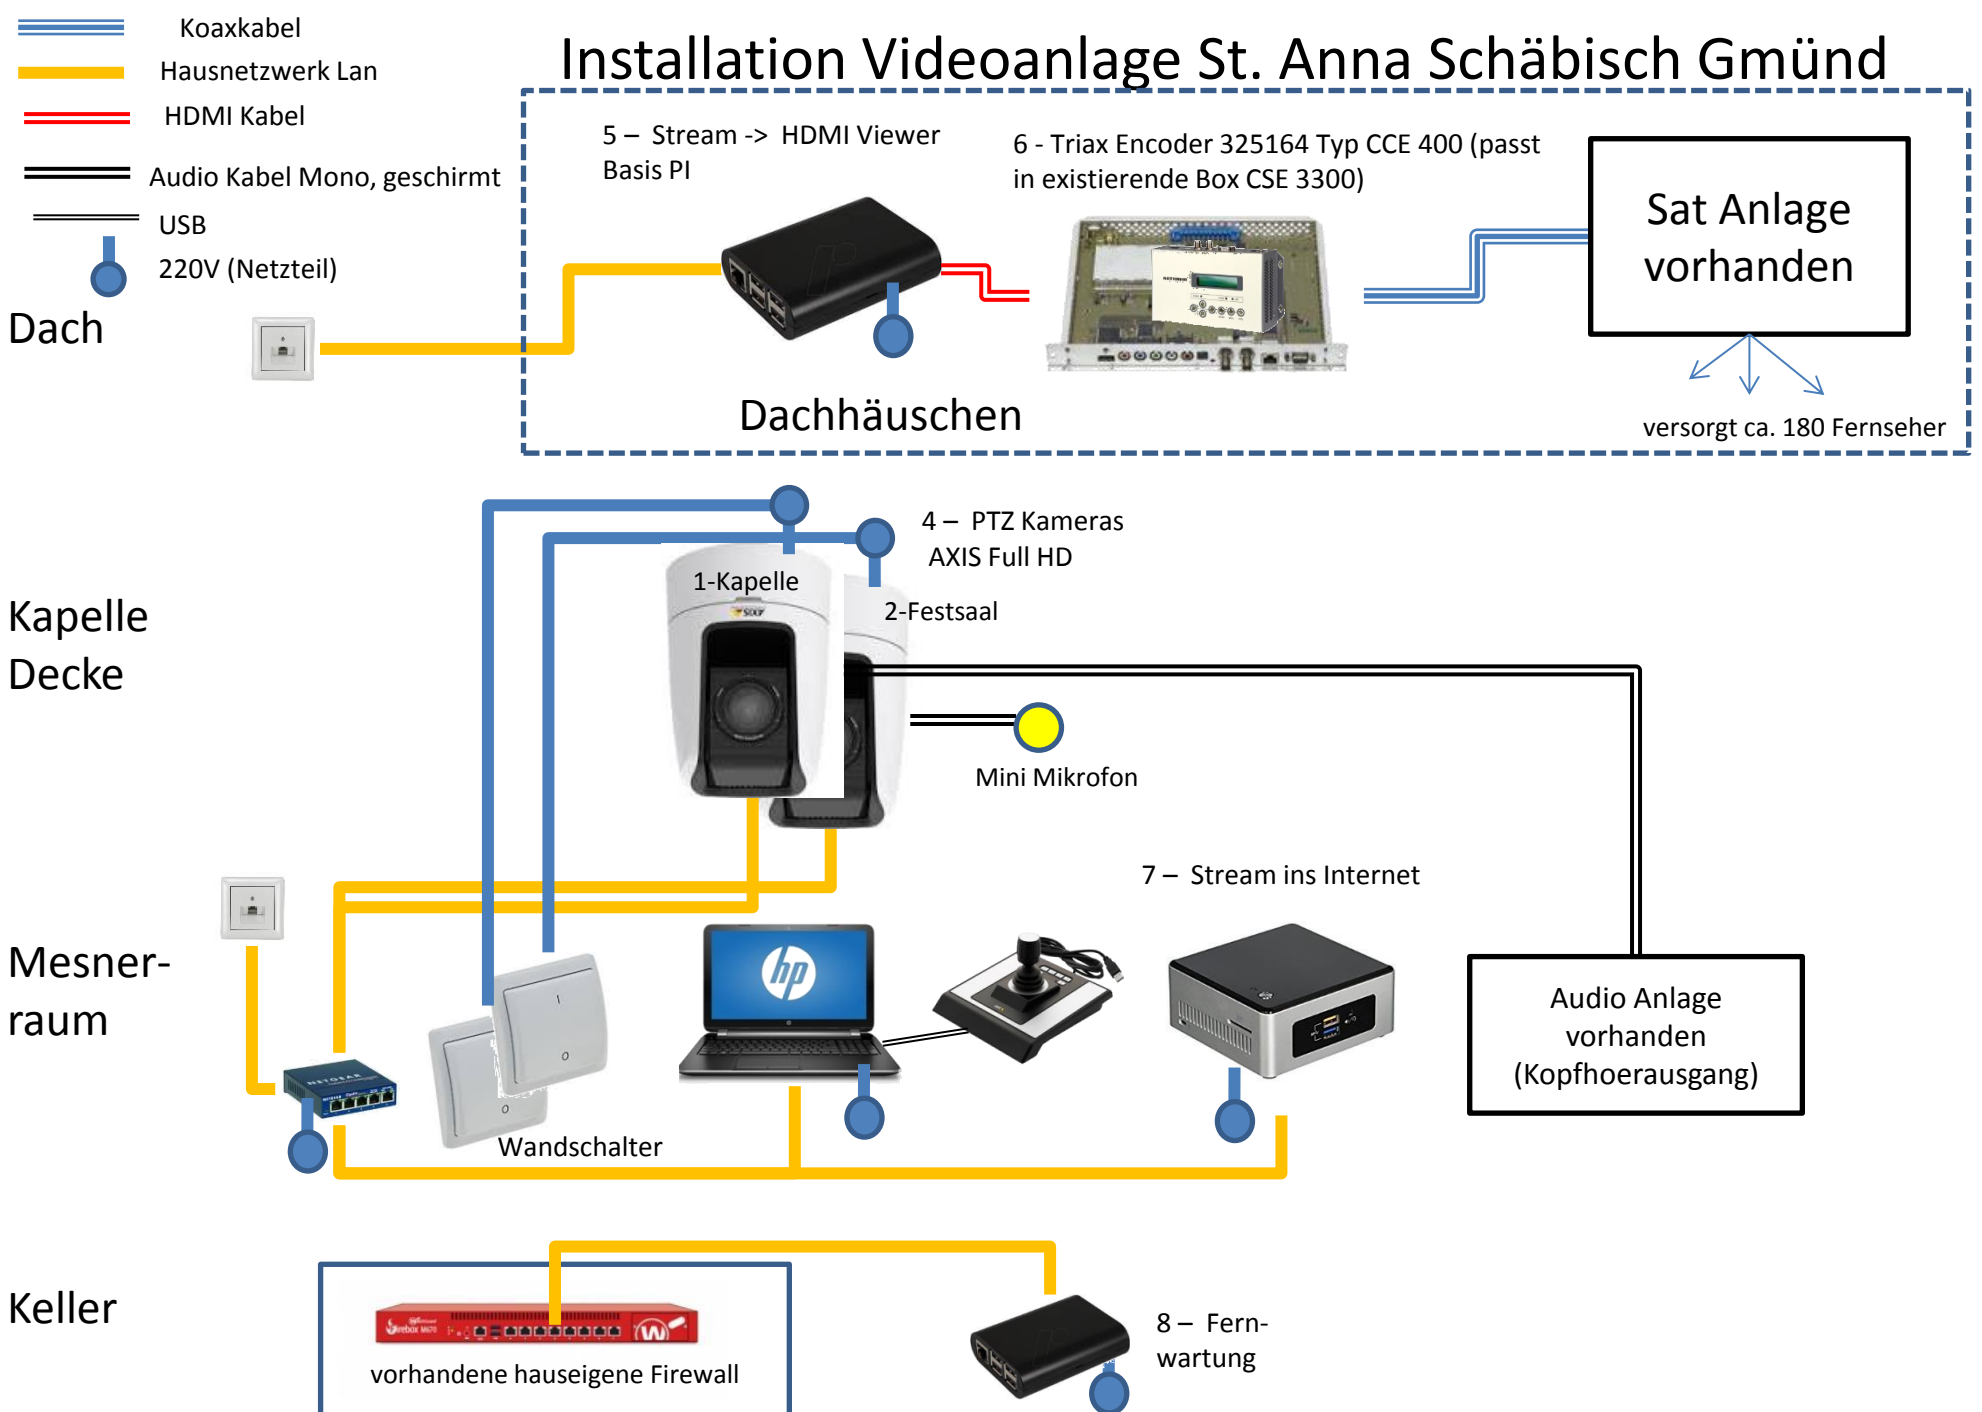 Koaxkabel
Hausnetzwerk Lan
HDMI Kabel
Audio Kabel Mono, geschirmt
USB
220V (Netzteil)
Installation Videoanlage St. Anna Schäbisch Gmünd
5 – Stream -> HDMI Viewer
Basis PI
6 - Triax Encoder 325164 Typ CCE 400 (passt
in existierende Box CSE 3300)
Sat Anlage
vorhanden
Dach
Dachhäuschen
versorgt ca. 180 Fernseher
4 – PTZ Kameras
AXIS Full HD
1-Kapelle
2-Festsaal
Kapelle
Decke
Mini Mikrofon
7 – Stream ins Internet
Mesner-
raum
hp
NETGEAR
I
O
O
Wandschalter
Audio Anlage
vorhanden
(Kopfhoerausgang)
Keller
Firebox M670
W
vorhandene hauseigene Firewall
8 – Fern-
wartung